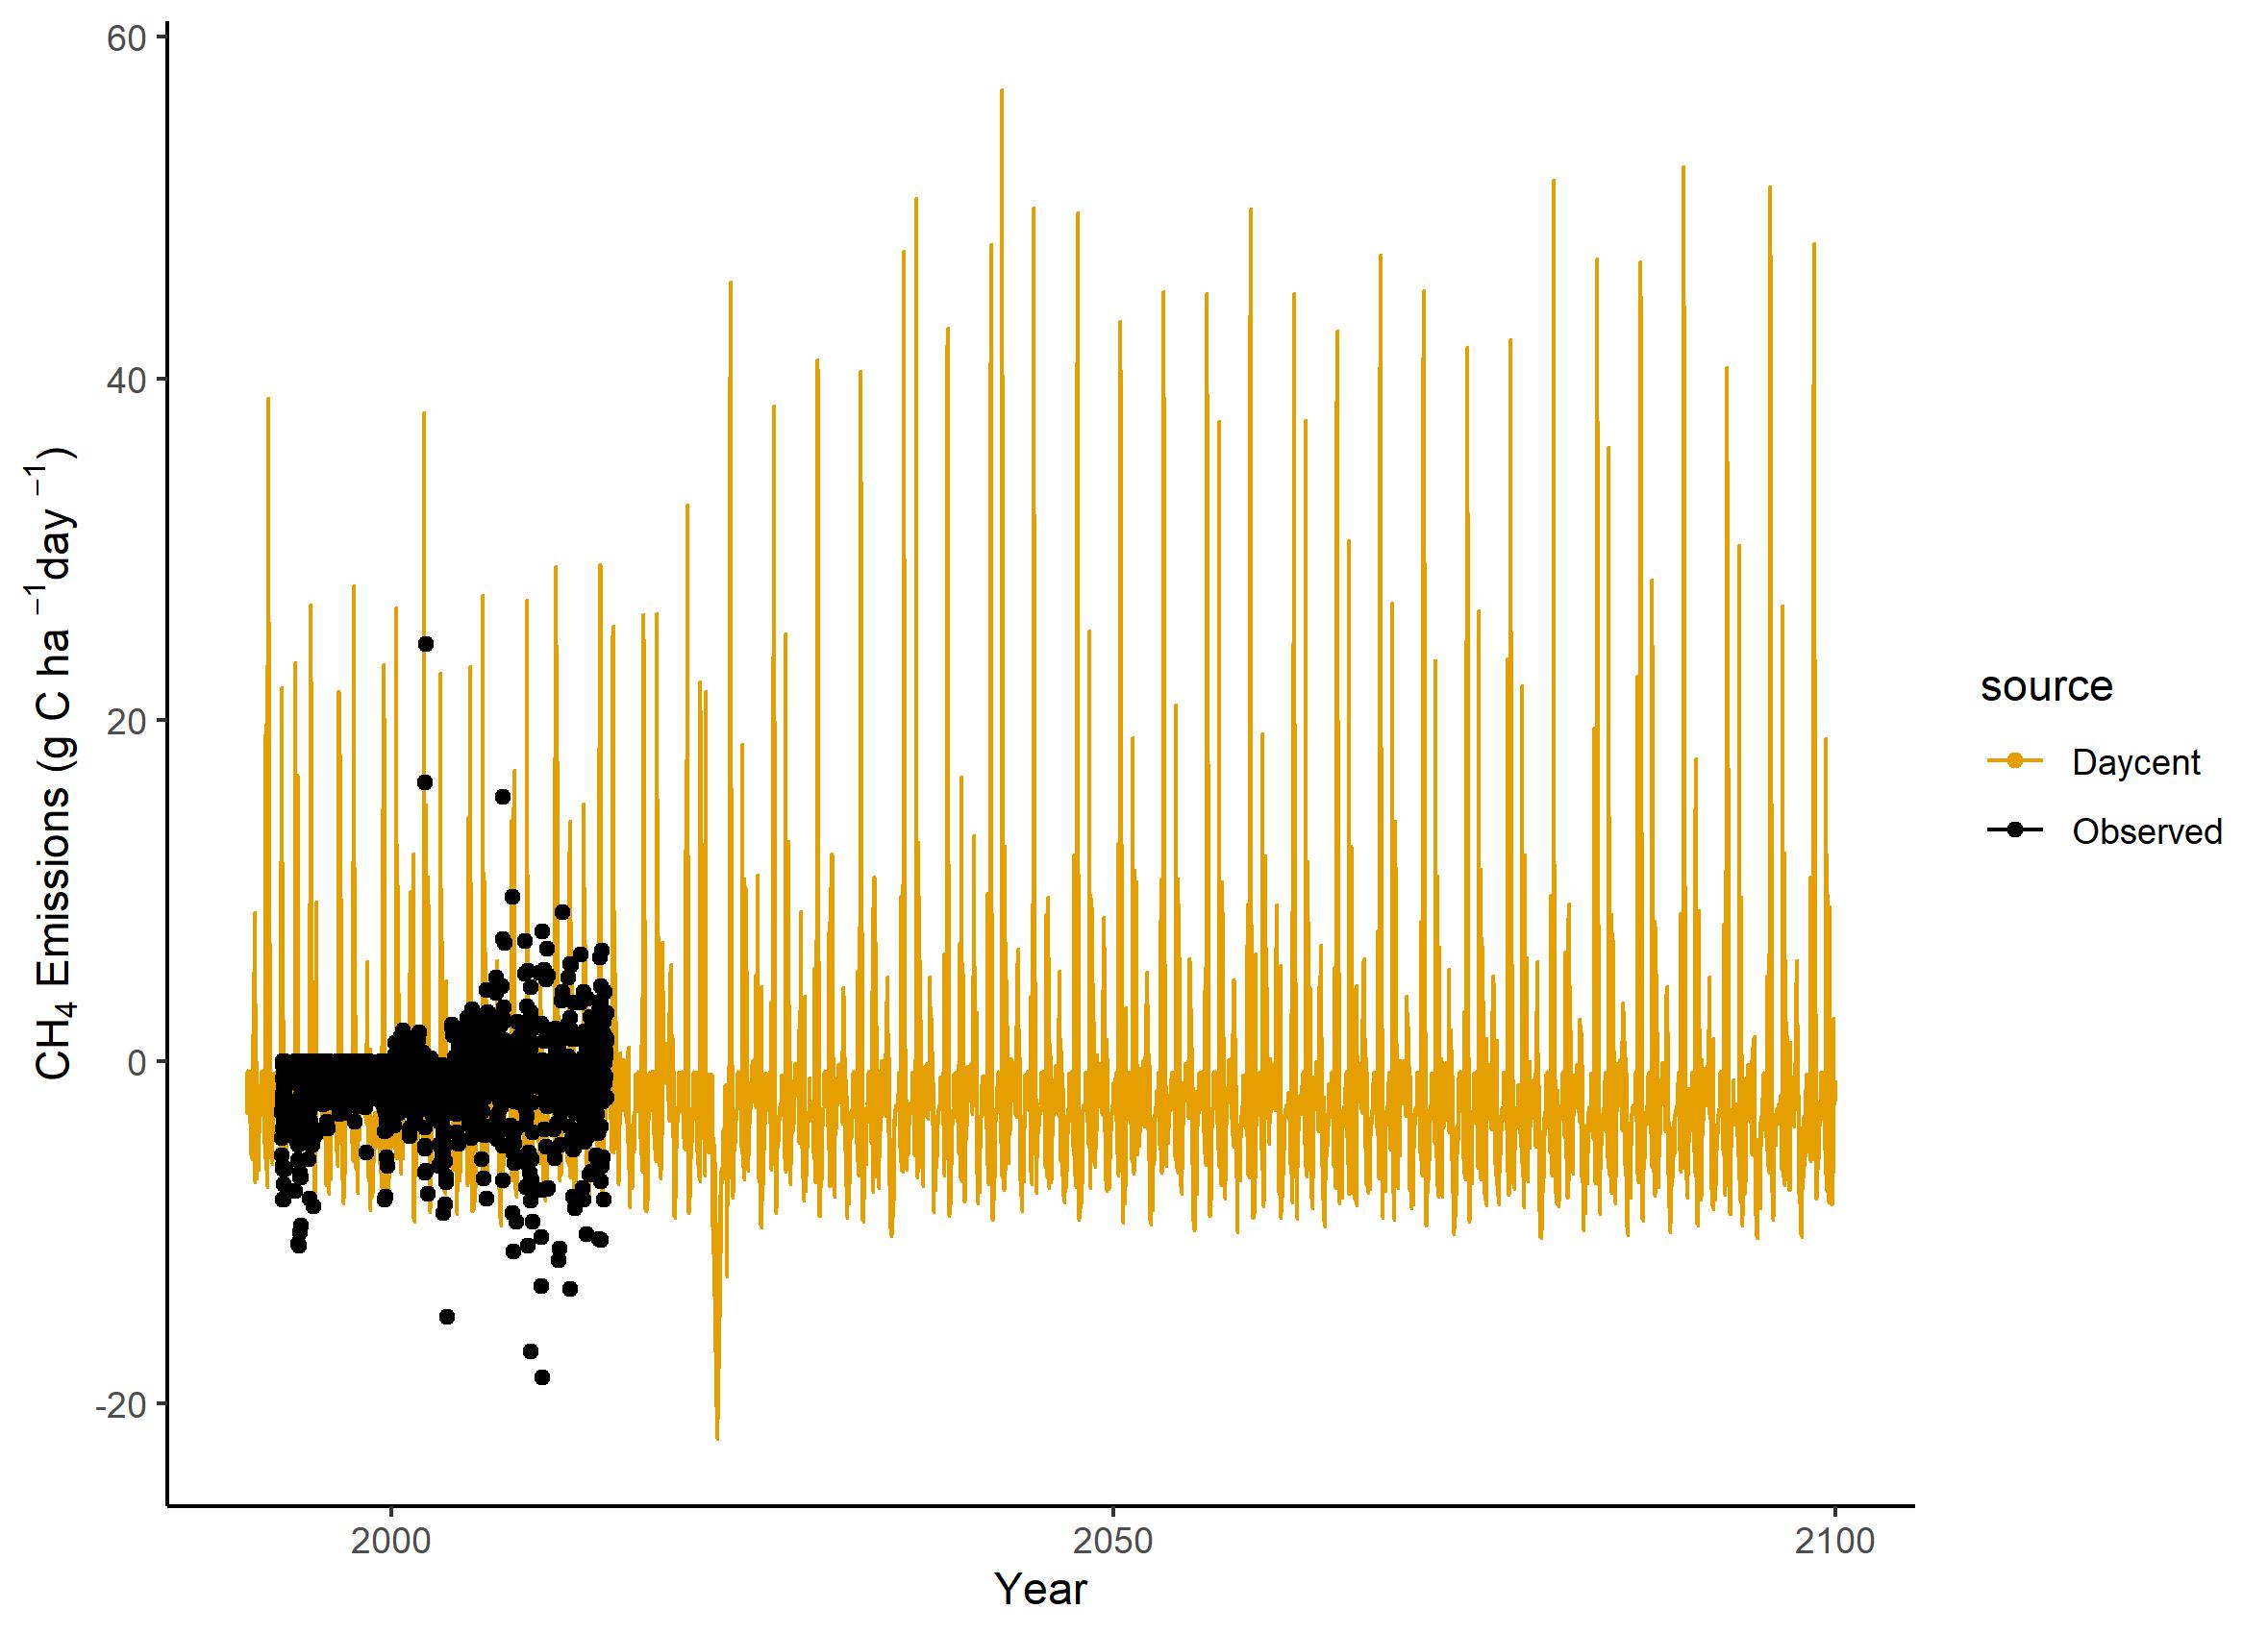 60
40
20
0
-20
CH₄ Emissions (g C ha ⁻¹day ⁻¹)
2000 2050 2100
Year
source
Daycent
Observed